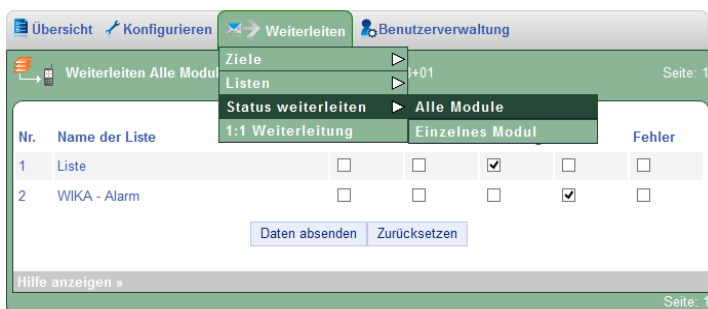 Übersicht Konfigurieren Weiterleiten Benutzerverwaltung
Ziele
Weiterleiten Alle Modul 3+01 Seite: 1
Listen
Status weiterleiten Alle Module
1:1 Weiterleitung Einzelnes Modul
Nr. Name der Liste Fehler
1 Liste
2 WIKA - Alarm
Daten absenden Zurücksetzen
Hilfe anzeigen »
Seite: 1